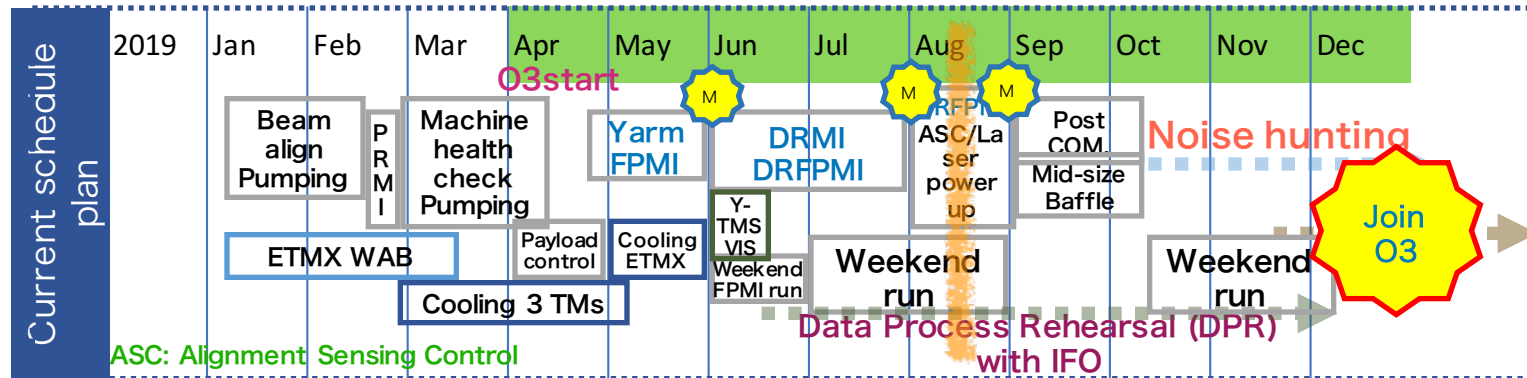 Current schedule
plan
2019 Jan Feb Mar Apr May Jun Jul Aug Sep Oct Nov Dec
O3start
M
M
M
Beam
align
Pumping
P
R
M
I
Machine
health
check
Pumping
Yarm
FPMI
DRMI
DRFPMI
ASC/La
ser
power
up
Post
COM.
Mid-size
Baffle
Noise hunting
Join
O3
ETMX WAB
Payload
control
Cooling
ETMX
Y-
TMS
VIS
Weekend
FPMI run
Weekend
run
Weekend
run
Cooling 3 TMs
Data Process Rehearsal (DPR)
with IFO
ASC: Alignment Sensing Control